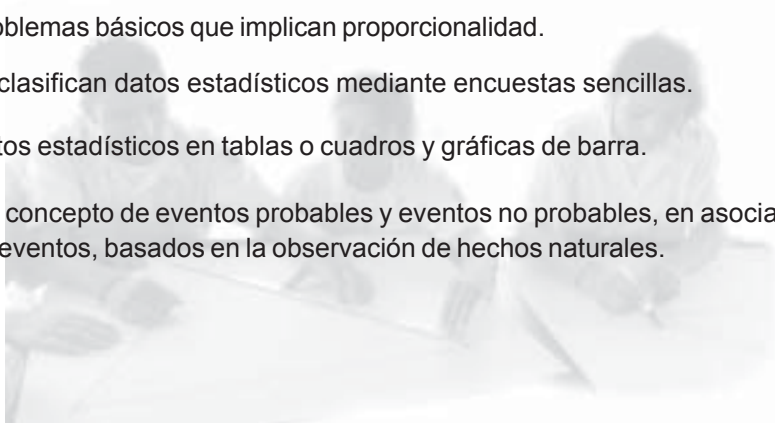 blemas básicos que implican proporcionalidad.
clasifican datos estadísticos mediante encuestas sencillas.
tos estadísticos en tablas o cuadros y gráficas de barra.
concepto de eventos probables y eventos no probables, en asocia
eventos, basados en la observación de hechos naturales.